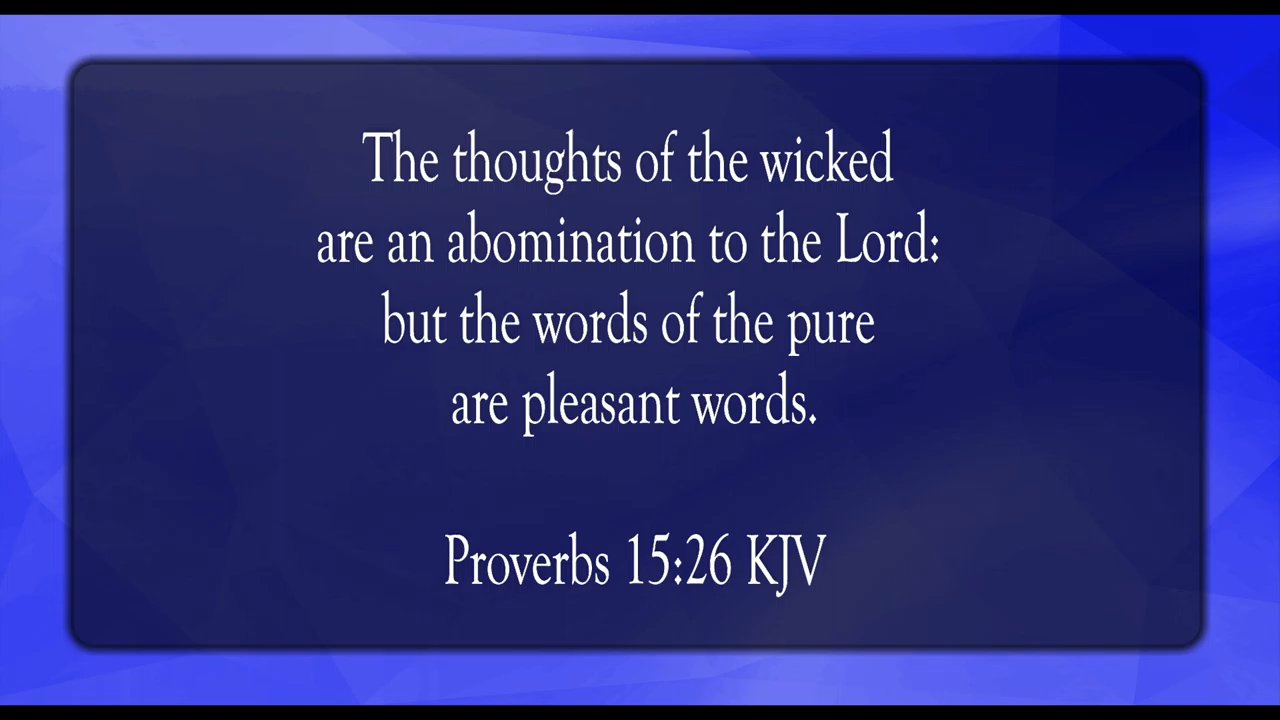 The thoughts of the wicked
are an abomination to the Lord:
but the words of the pure
are pleasant words.
Proverbs 15:26 KJV